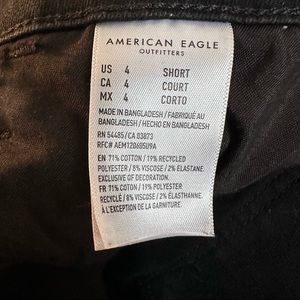 AMERICAN EAGLE
OUTFITTERS
US 4 SHORT
CA 4 COURT
MX 4 CORTO
MADE IN BANGLADESH / FABRIQUÉ AU
BANGLADESH / HECHO EN BANGLADESH
RN 54485/CA 03873
RFC# AEM120605U9A
EN 71% COTTON / 19% RECYCLED
POLYESTER / 8% VISCOSE / 2% ELASTANE.
EXCLUSIVE OF DECORATION.
FR 71% COTON / 19% POLYESTER
RECYCLÉ / 8% VISCOSE / 2% ÉLASTHANNE.
À L'EXCEPTION DE LA GARNITURE.